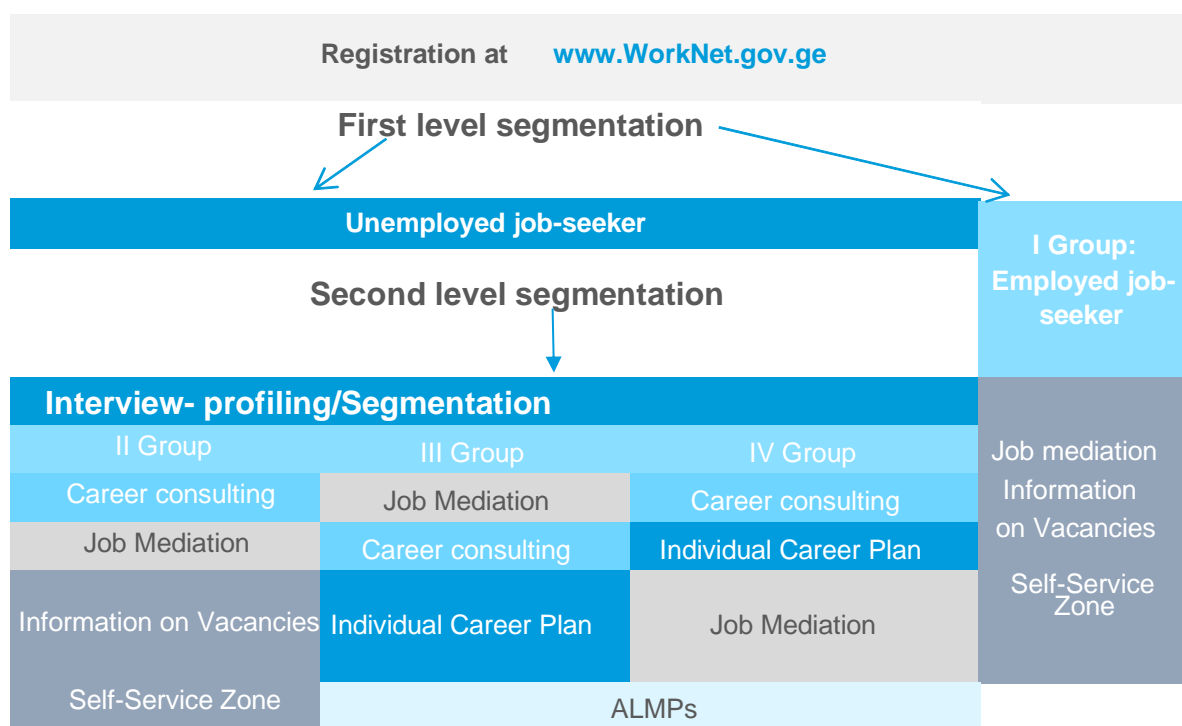 Registration at www.WorkNet.gov.ge
First level segmentation
Unemployed job-seeker
I Group:
Employed job-
seeker
Second level segmentation
Interview- profiling/Segmentation
II Group
III Group
IV Group
Career consulting
Job Mediation
Career consulting
Job Mediation
Career consulting
Individual Career Plan
Information on Vacancies
Individual Career Plan
Job Mediation
Self-Service Zone
ALMPs
Job mediation
Information
on Vacancies
Self-Service
Zone